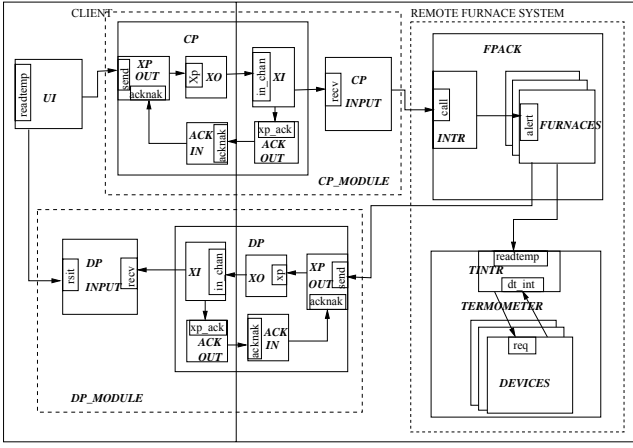 CLIENT
REMOTE FURNACE SYSTEM
CP
FPACK
readtemp
UI
send
XP
OUT
acknak
Xp
XO
in_chan
XI
recv
CP
INPUT
call
INTR
alert
FURNACES
ACK
IN
acknak
xp_ack
ACK
OUT
CP_MODULE
DP
rsit
DP
INPUT
recv
XI
in_chan
XO
xp
XP
OUT
send
acknak
xp_ack
ACK
OUT
acknak
ACK
IN
DP_MODULE
readtemp
TINTR
dt_int
TERMOMETER
req
DEVICES